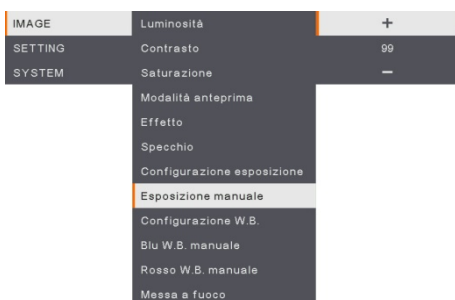 IMAGE
SETTING
SYSTEM
Luminosità
Contrasto
Saturazione
Modalità anteprima
Effetto
Specchio
Configurazione esposizione
Esposizione manuale
Configurazione W.B.
Blu W.B. manuale
Rosso W.B. manuale
Messa a fuoco
+
99
−